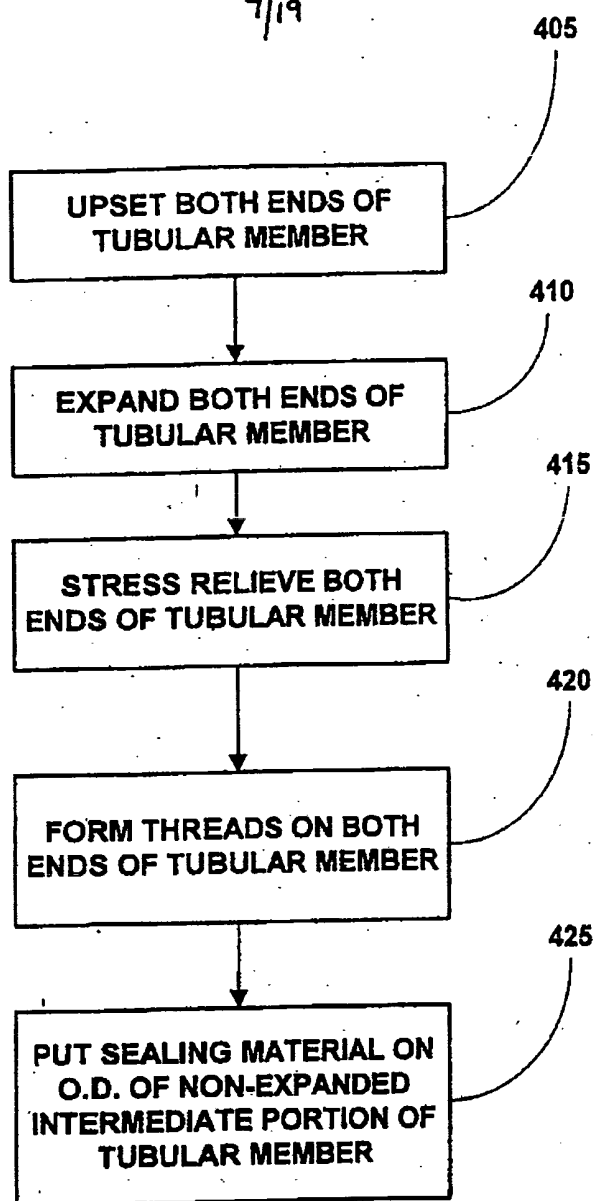 7/19
405
UPSET BOTH ENDS OF
TUBULAR MEMBER
410
EXPAND BOTH ENDS OF
TUBULAR MEMBER
415
STRESS RELIEVE BOTH
ENDS OF TUBULAR MEMBER
420
FORM THREADS ON BOTH
ENDS OF TUBULAR MEMBER
425
PUT SEALING MATERIAL ON
O.D. OF NON-EXPANDED
INTERMEDIATE PORTION OF
TUBULAR MEMBER